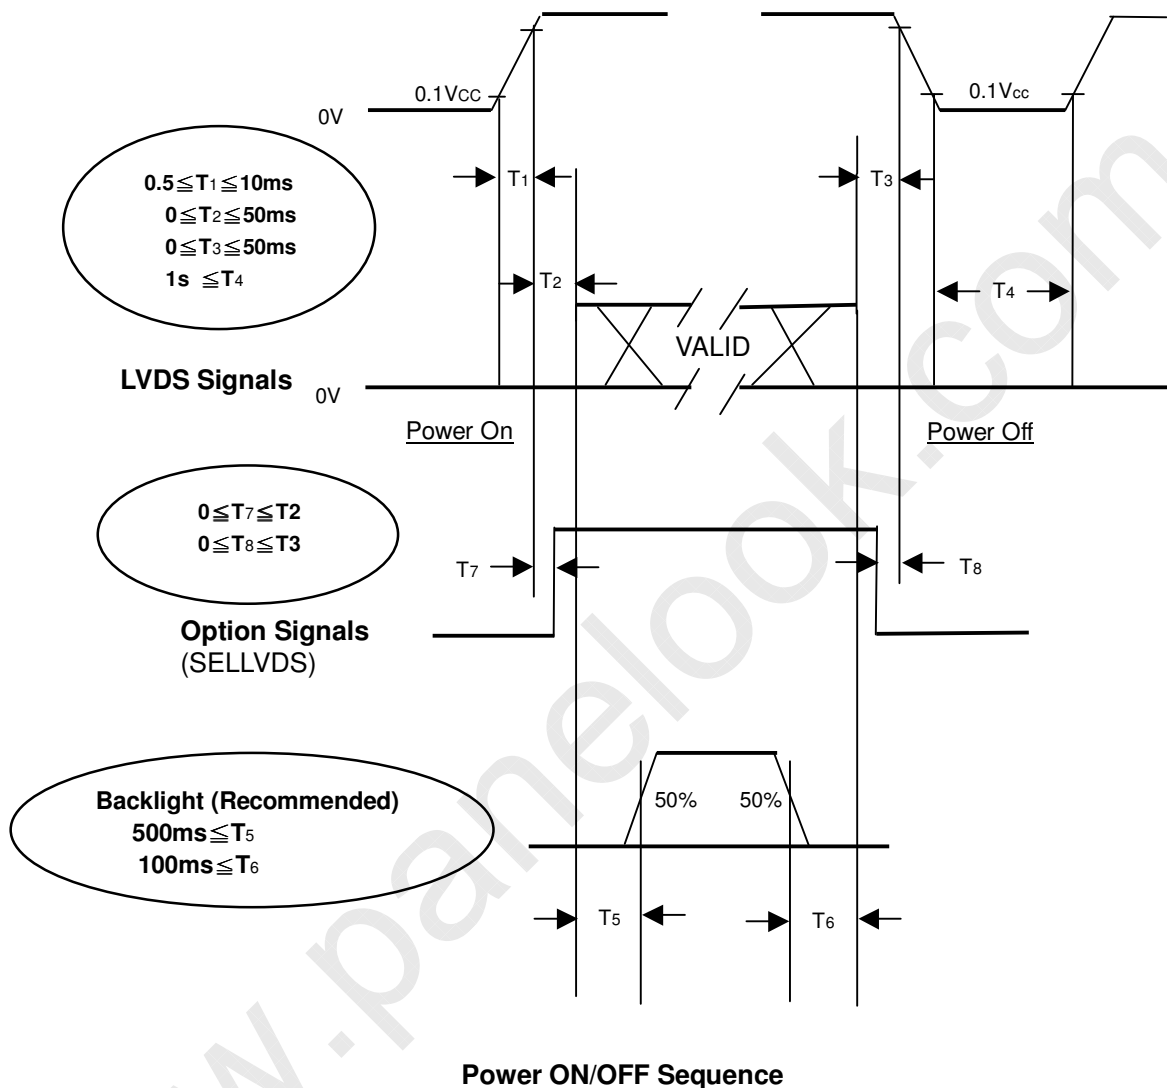 0.1VCC
0.1Vcc
0V
0.5≦T1≦10ms
0≦T2≦50ms
0≦T3≦50ms
1s ≦T4
T1
T3
T2
T4
VALID
LVDS Signals
0V
Power On
Power Off
0≦T7≦T2
0≦T8≦T3
T7
T8
Option Signals
(SELLVDS)
Backlight (Recommended)
500ms≦T5
100ms≦T6
50%
50%
T5
T6
Power ON/OFF Sequence
w.panelook.com